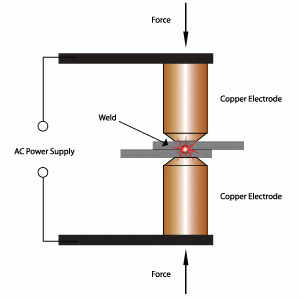 Force
Copper Electrode
Weld
AC Power Supply
Copper Electrode
Force